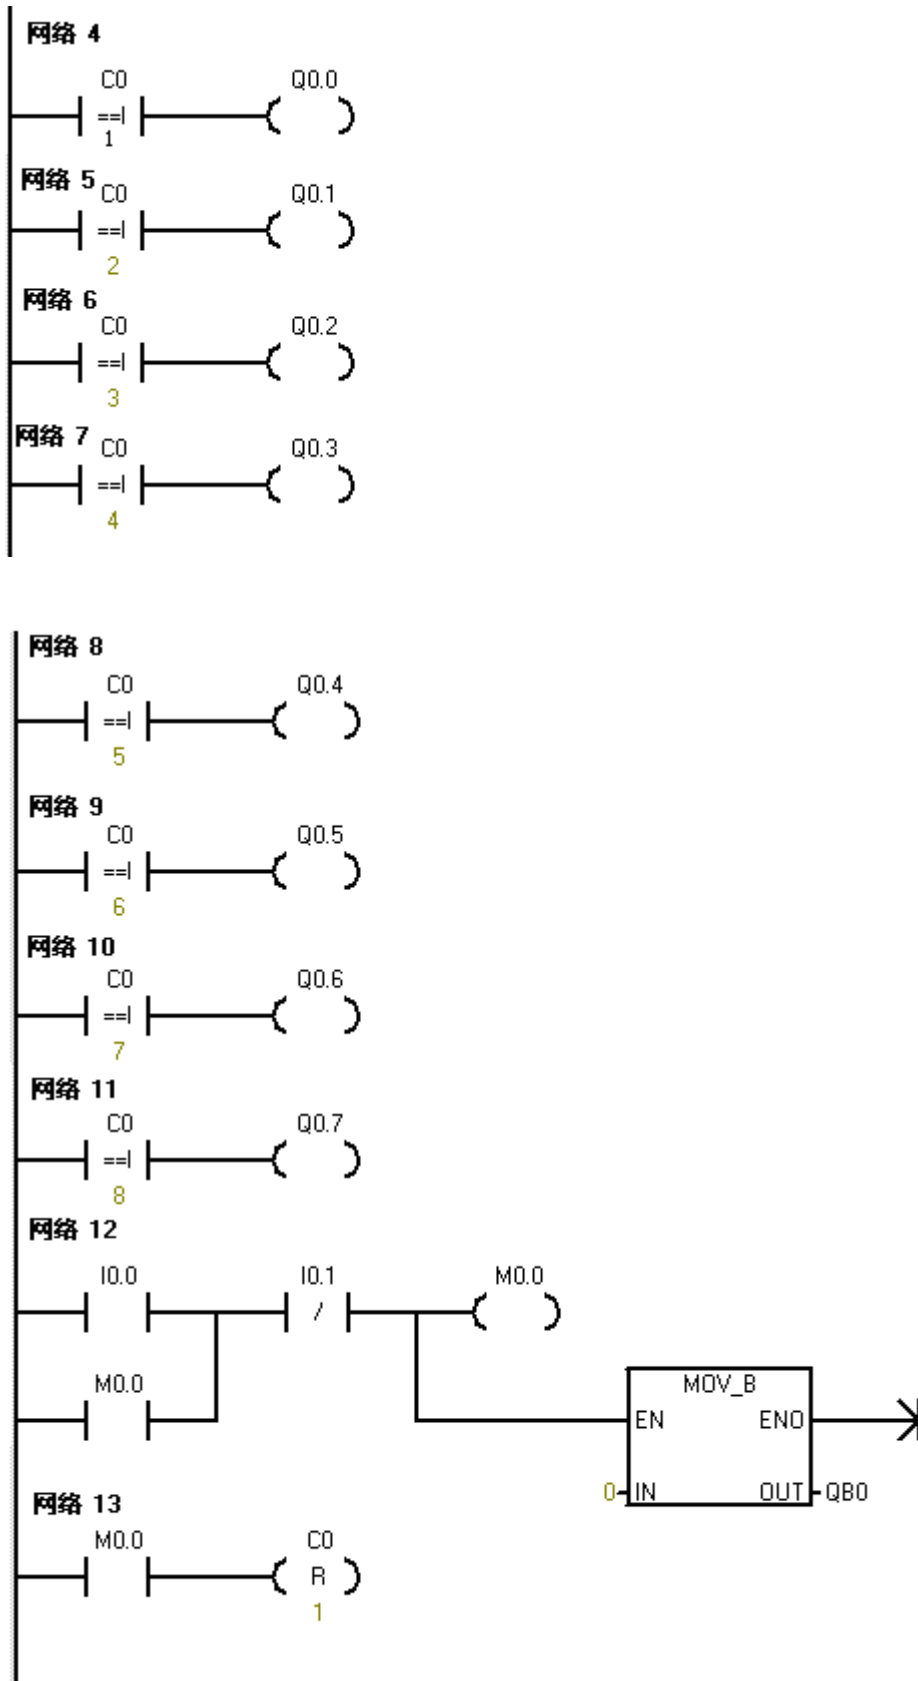 网络 4
C0 Q0.0
==I
1
网络 5
C0 Q0.1
==I
2
网络 6
C0 Q0.2
==I
3
网络 7
C0 Q0.3
==I
4
网络 8
C0 Q0.4
==I
5
网络 9
C0 Q0.5
==I
6
网络 10
C0 Q0.6
==I
7
网络 11
C0 Q0.7
==I
8
网络 12
I0.0 I0.1 M0.0
/
M0.0 MOV_B
EN ENO
0 IN OUT QB0
网络 13
M0.0 C0
R
1